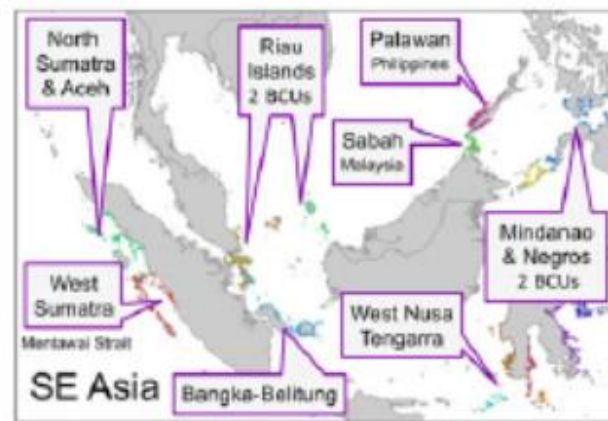 North
Sumatra
& Aceh
Riau
Islands
2 BCUs
Palawan
Philippines
Sabah
Malaysia
Mindanao
& Negros
2 BCUs
West
Sumatra
Mentawai Strait
West Nusa
Tengarra
SE Asia
Bangka-Belitung